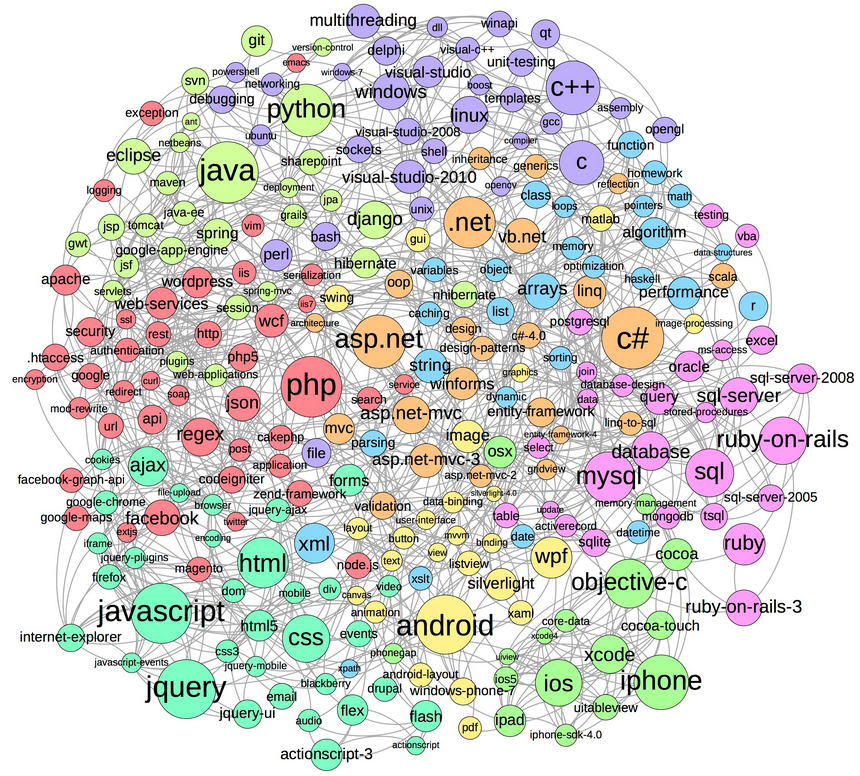 multithreading
dll
winapi
qt
git
version-control
delphi
visual-c++
emacs
unit-testing
powershell
windows-7
visual-studio
svn
networking
boost
c++
debugging
windows
templates
exception
python
linux
assembly
ant
gcc
opengl
ubuntu
visual-studio-2008
netbeans
compiler
function
eclipse
sockets
shell
java
sharepoint
inheritance
generics
c
homework
maven
visual-studio-2010
logging
deployment
opencv
class
reflection
math
jpa
loops
pointers
java-ee
unix
jsp
tomcat
grails
django
.net
matlab
testing
vim
spring
bash
gui
vb.net
algorithm
vba
gwt
google-app-engine
perl
memory
data-structures
jsf
hibernate
variables
object
optimization
apache
iis
serialization
haskell
scala
wordpress
oop
servlets
spring-mvc
swing
nhibernate
arrays
linq
performance
web-services
iis7
session
r
ssl
caching
list
wcf
architecture
postgresql
image-processing
security
rest
http
design
c#-4.0
c#
asp.net
excel
authentication
design-patterns
ms-access
.htaccess
php5
sorting
plugins
string
oracle
google
web-applications
graphics
join
encryption
curl
php
service
winforms
database-design
sql-server-2008
redirect
soap
search
dynamic
data
query
sql-server
mod-rewrite
json
asp.net-mvc
entity-framework
stored-procedures
url
api
mvc
linq-to-sql
regex
cakephp
image
entity-framework-4
ruby-on-rails
post
parsing
select
file
osx
database
cookies
ajax
asp.net-mvc-3
application
gridview
sql
facebook-graph-api
codeigniter
forms
asp.net-mvc-2
mysql
file-upload
zend-framework
silverlight-4.0
google-chrome
browser
data-binding
memory-management
sql-server-2005
jquery-ajax
validation
update
google-maps
facebook
twitter
user-interface
table
mongodb
tsql
extjs
layout
activerecord
encoding
button
mvvm
date
datetime
iframe
xml
binding
sqlite
ruby
jquery-plugins
view
html
text
wpf
cocoa
node.js
listview
firefox
magento
xslt
silverlight
objective-c
dom
mobile
div
video
canvas
javascript
animation
xaml
ruby-on-rails-3
html5
android
core-data
internet-explorer
css
events
xcode4
cocoa-touch
css3
phonegap
uiview
xcode
javascript-events
jquery-mobile
xpath
android-layout
ios5
jquery
blackberry
drupal
windows-phone-7
ios
iphone
email
jquery-ui
flex
uitableview
audio
flash
ipad
pdf
iphone-sdk-4.0
actionscript
actionscript-3